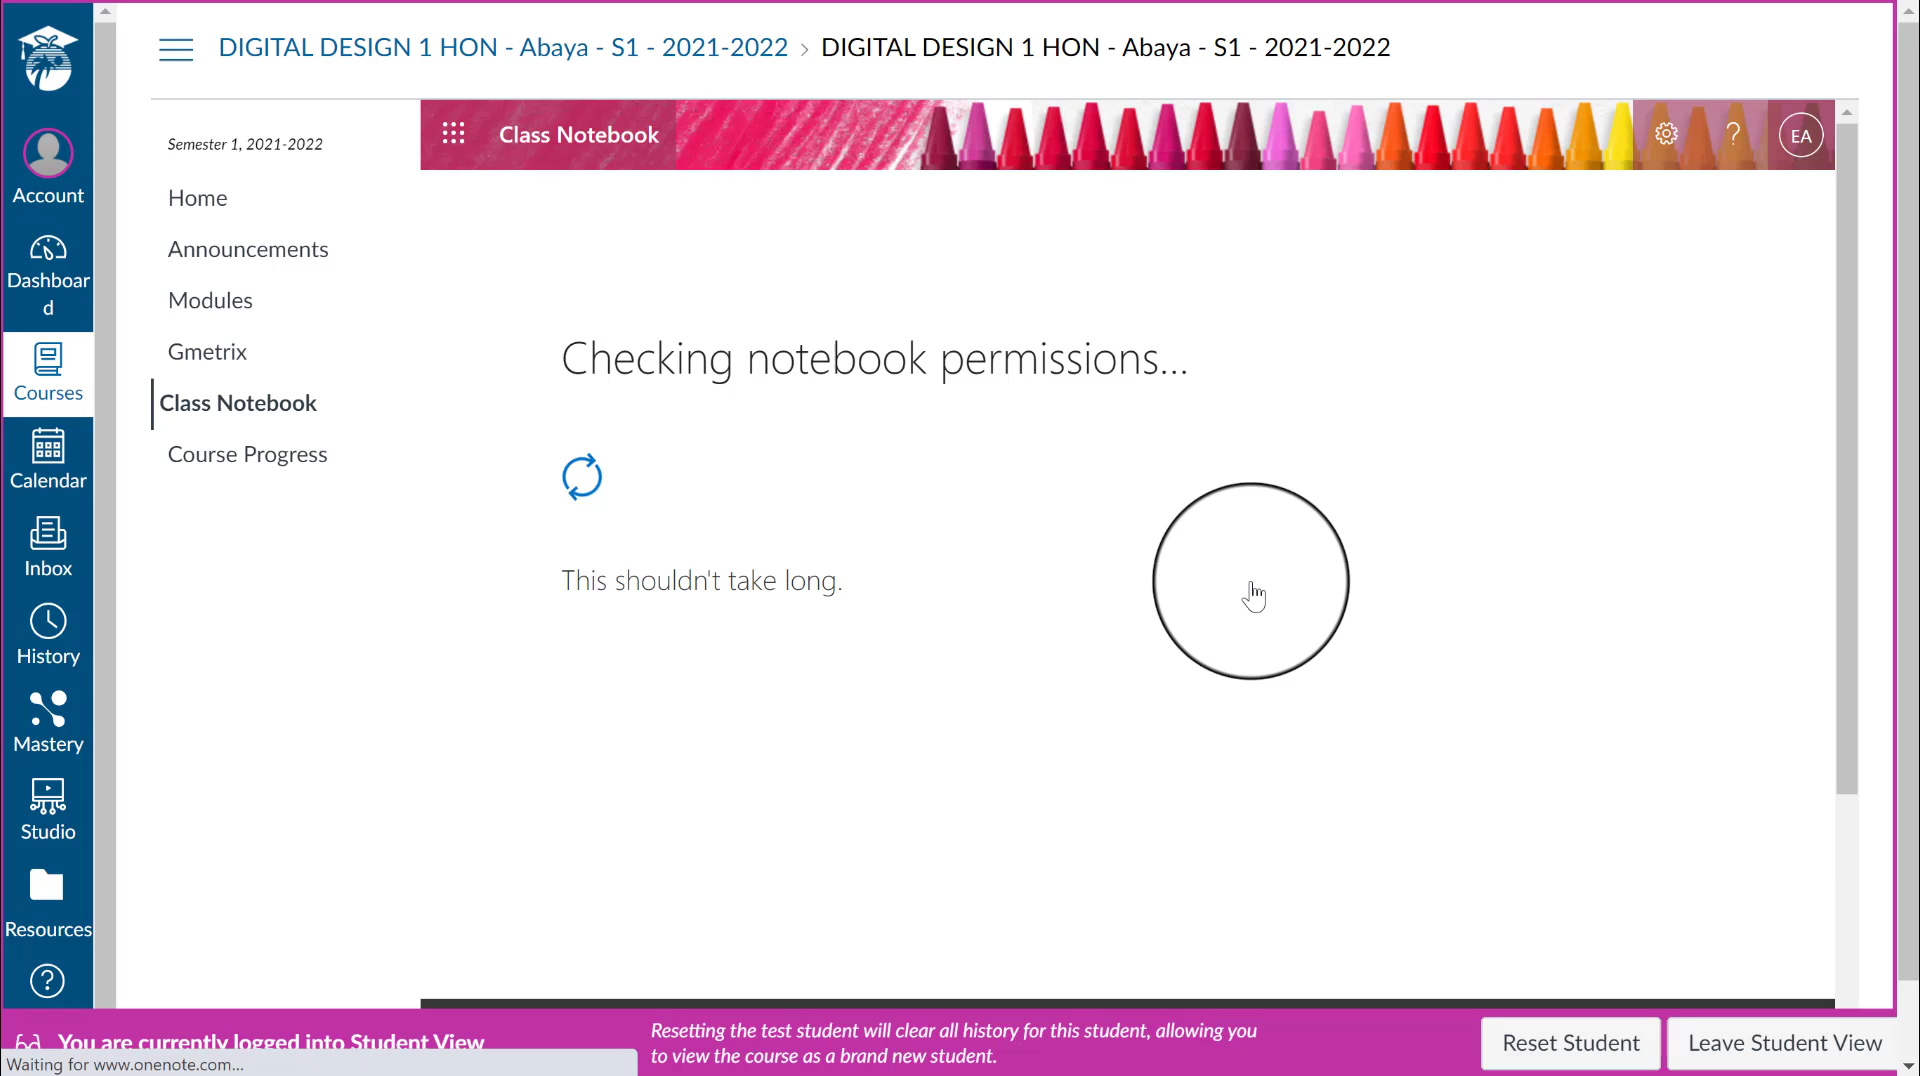 DIGITAL DESIGN 1 HON - Abaya - S1 - 2021-2022 > DIGITAL DESIGN 1 HON - Abaya - S1 - 2021-2022
Account
Dashboar
d
Courses
Calendar
Inbox
History
Mastery
Studio
Resources
?
Semester 1, 2021-2022
Home
Announcements
Modules
Gmetrix
Class Notebook
Course Progress
Class Notebook
? EA
Checking notebook permissions...
This shouldn't take long.
You are currently logged into Student View
Waiting for www.onenote.com...
Resetting the test student will clear all history for this student, allowing you
to view the course as a brand new student.
Reset Student
Leave Student View